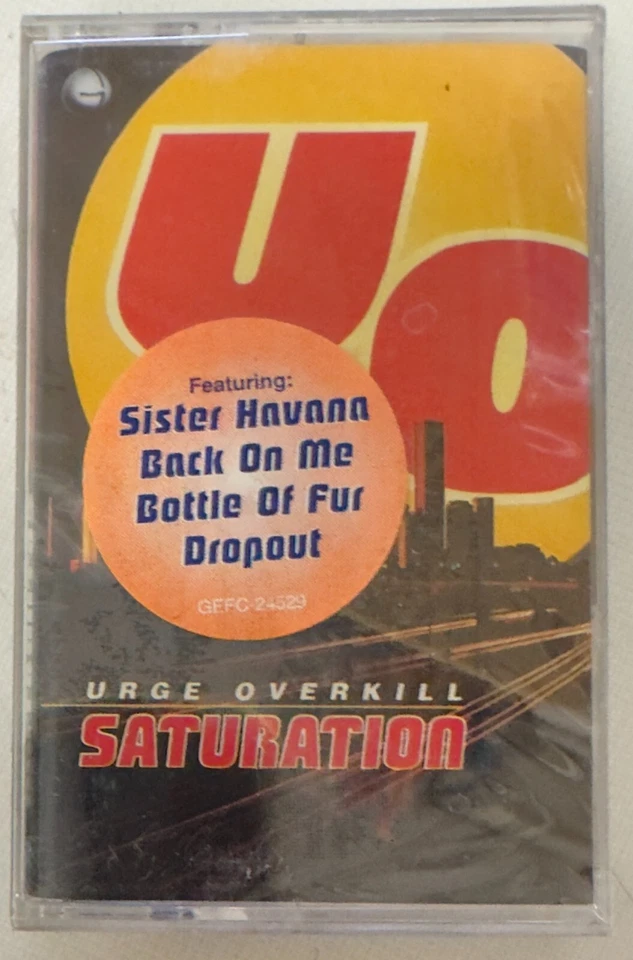 UO
Featuring:
Sister Havana
Back On Me
Bottle Of Fur
Dropout
GEFC-24529
URGE OVERKILL
SATURATION